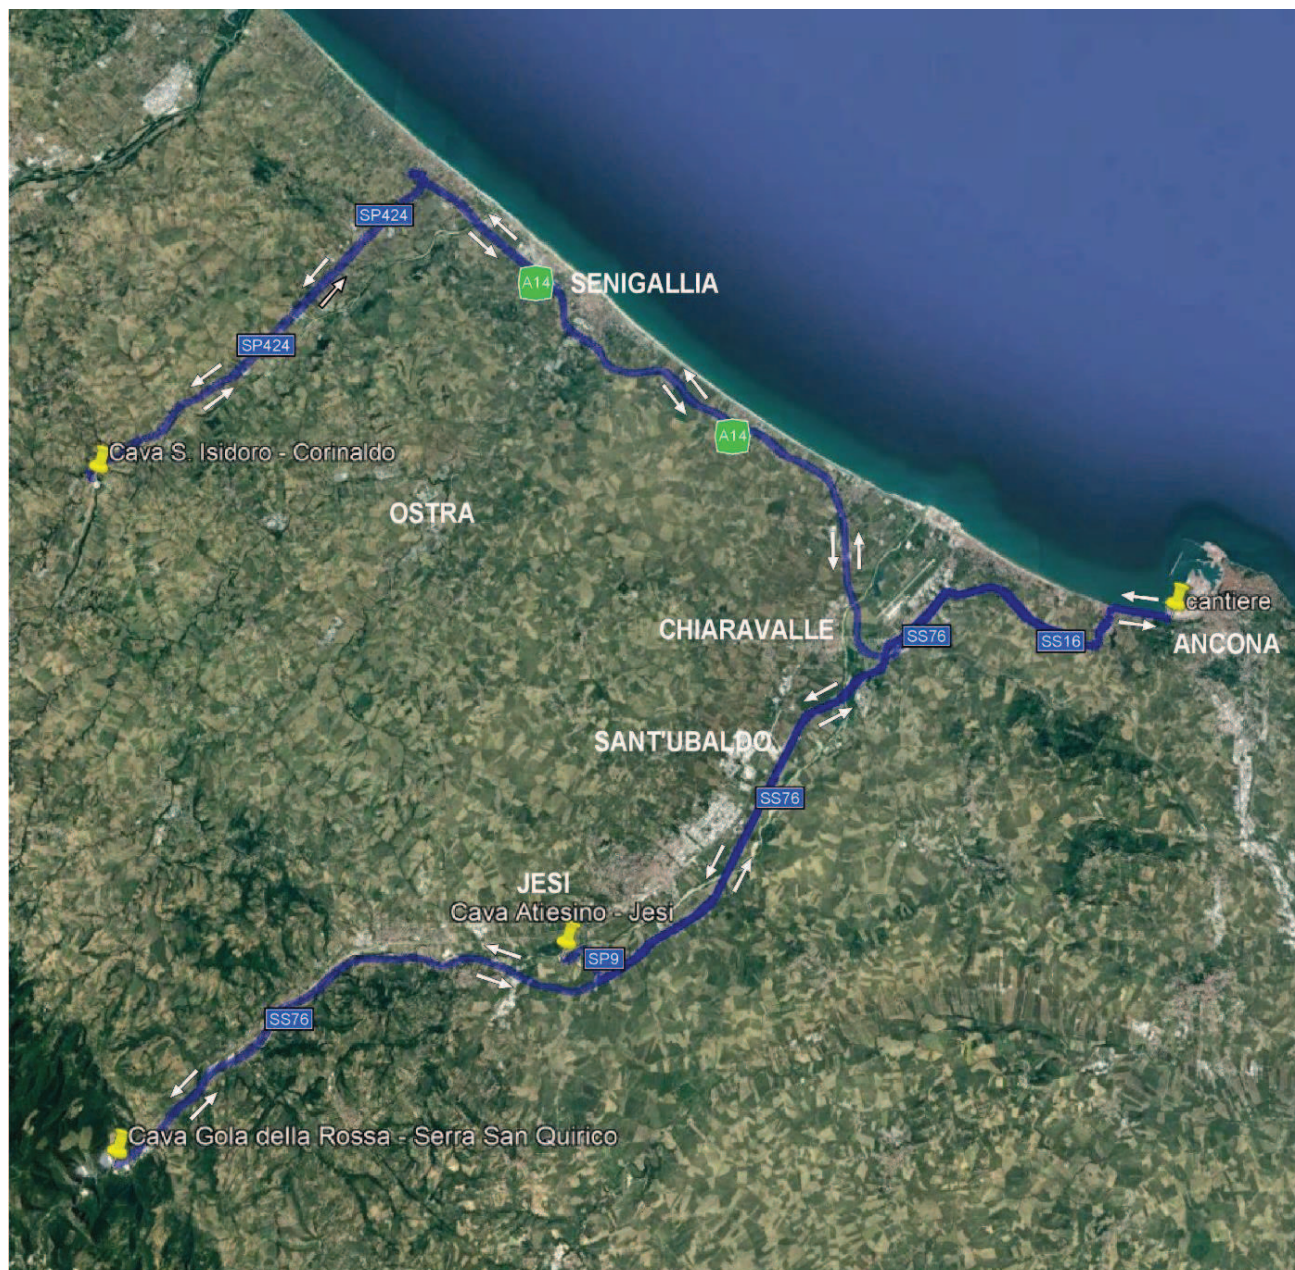 SP424
A14
SENIGALLIA
SP424
A14
Cava S. Isidoro - Corinaldo
OSTRA
cantiere
CHIARAVALLE
SS76
SS16
ANCONA
SANT'UBALDO
SS76
JESI
Cava Atiesino - Jesi
SP9
SS76
Cava Gola della Rossa - Serra San Quirico